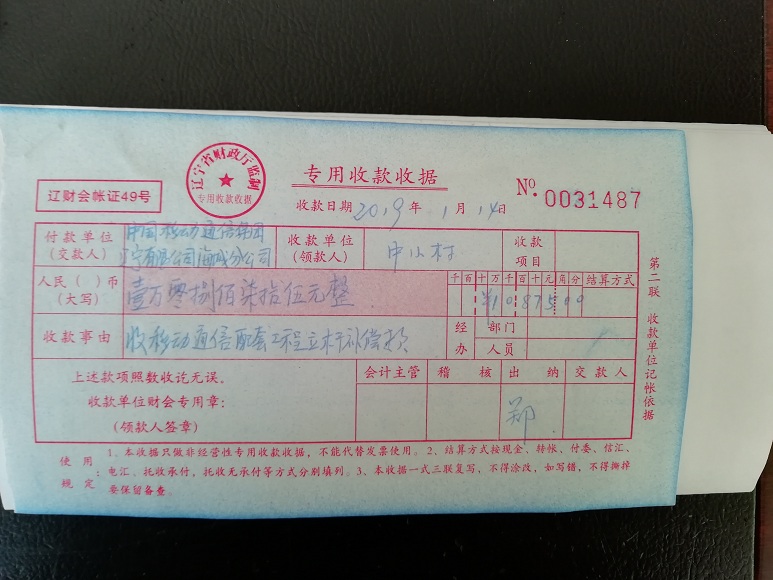 辽宁省财政厅监制
专用收款收据
专用收款收据
辽财会帐证49号
No. 0031487
收款日期 2019年 1月 14日
付款单位 (交款人) 中国移动通信集团辽宁有限公司海城分公司
收款单位 (领款人) 中小村
收款项目
人民( )币 (大写) 壹万零捌佰柒拾伍元整
千百十万千百十元角分 结算方式
¥1087500
收款事由 收移动通信配套工程立杆补偿款
经办 部门
人员
上述款项照数收讫无误。
收款单位财会专用章:
(领款人签章)
会计主管 稽核 出纳 交款人
郑
第二联 收款单位记帐依据
使用规定: 1、本收据只做非经营性专用收款收据,不能代替发票使用。2、结算方式按现金、转帐、付委、信汇、
电汇、托收承付,托收无承付等方式分别填列。3、本收据一式三联复写,不得涂改,如写错,不得撕掉
要保留备查。